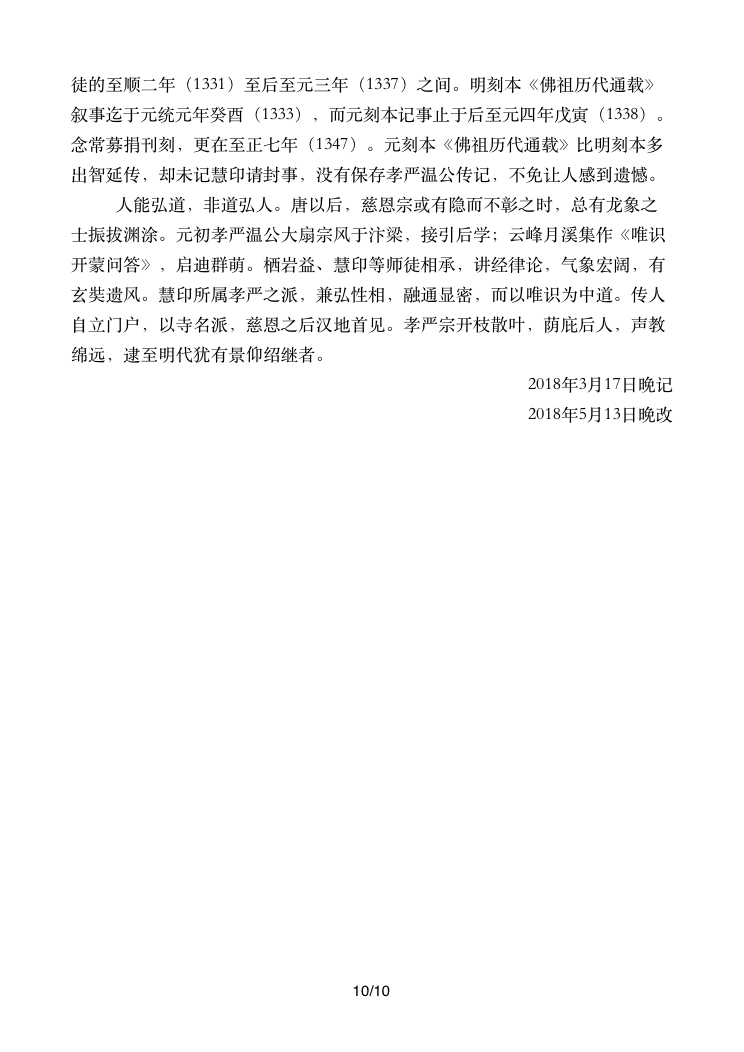 徒的至顺二年（1331）至后至元三年（1337）之间。明刻本《佛祖历代通载》
叙事迄于元统元年癸酉（1333），而元刻本记事止于后至元四年戊寅（1338）。
念常募捐刊刻，更在至正七年（1347）。元刻本《佛祖历代通载》比明刻本多
出智延传，却未记慧印请封事，没有保存孝严温公传记，不免让人感到遗憾。
人能弘道，非道弘人。唐以后，慈恩宗或有隐而不彰之时，总有龙象之
士振拔渊涂。元初孝严温公大扇宗风于汴梁，接引后学；云峰月溪集作《唯识
开蒙问答》，启迪群萌。栖岩益、慧印等师徒相承，讲经律论，气象宏阔，有
玄奘遗风。慧印所属孝严之派，兼弘性相，融通显密，而以唯识为中道。传人
自立门户，以寺名派，慈恩之后汉地首见。孝严宗开枝散叶，荫庇后人，声教
绵远，逮至明代犹有景仰绍继者。
2018年3月17日晚记
2018年5月13日晚改
10/10